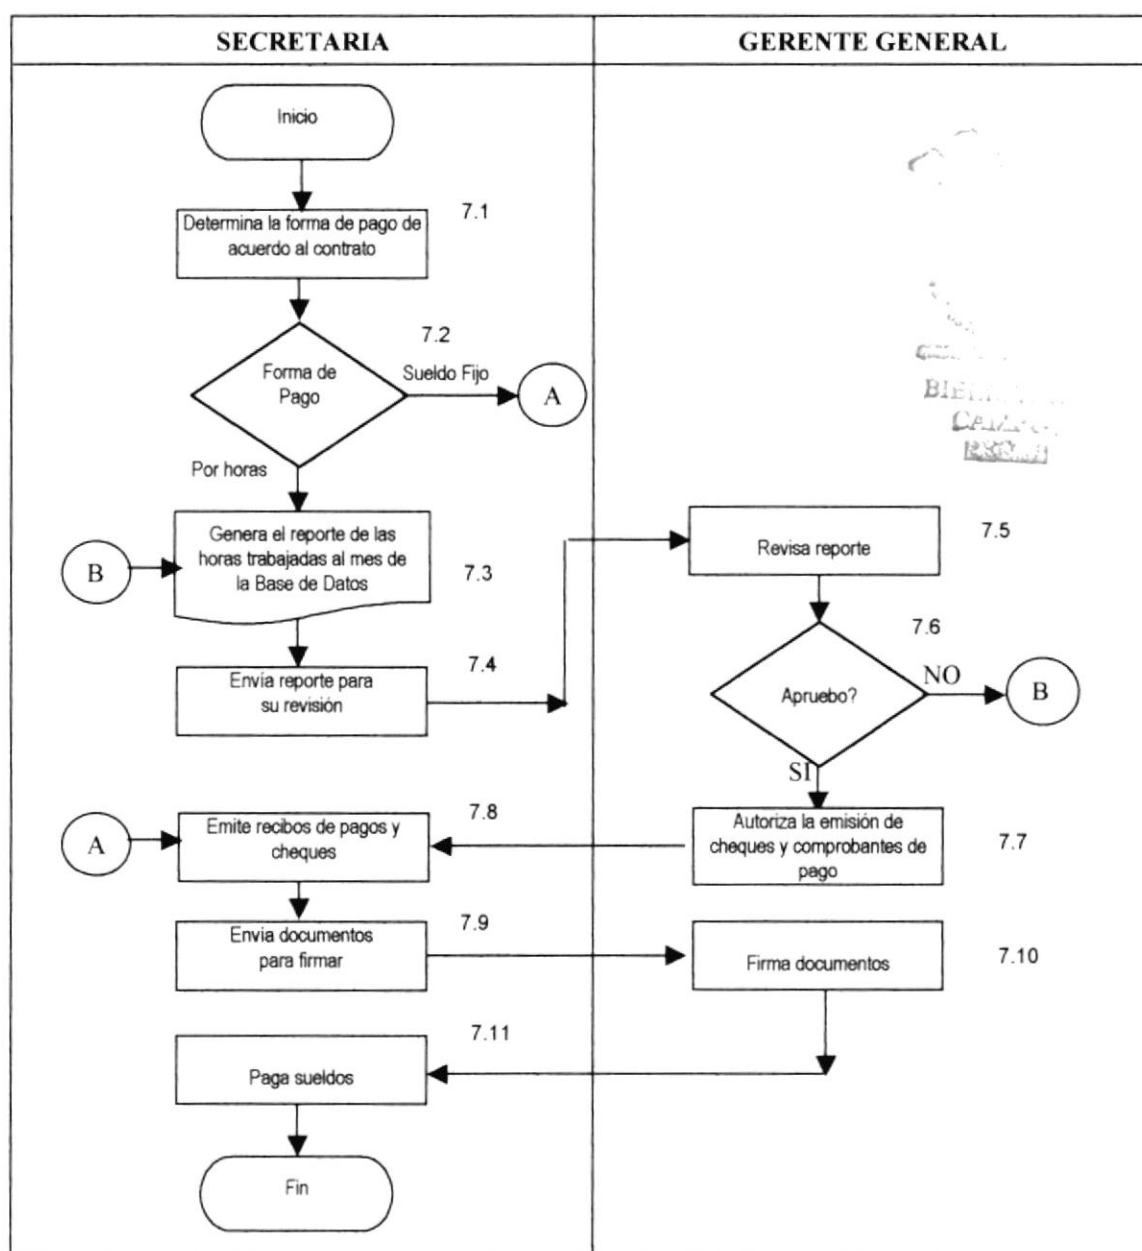 SECRETARIA
GERENTE GENERAL
Inicio
7.1
Determina la forma de pago de
acuerdo al contrato
7.2
Forma de
Pago
Sueldo Fijo
A
Por horas
B
Genera el reporte de las
horas trabajadas al mes de
la Base de Datos
7.3
7.4
Envía reporte para
su revisión
7.5
Revisa reporte
7.6
Apruebo?
NO
B
SI
Autoriza la emisión de
cheques y comprobantes de
pago
7.7
7.8
A
Emite recibos de pagos y
cheques
7.9
Envia documentos
para firmar
Firma documentos
7.10
7.11
Paga sueldos
Fin